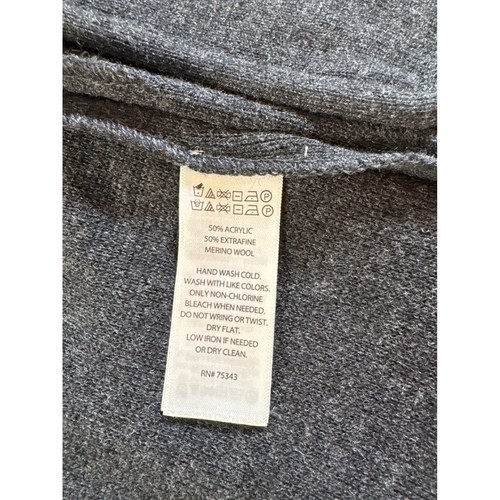 50% ACRYLIC
50% EXTRAFINE
MERINO WOOL
HAND WASH COLD.
WASH WITH LIKE COLORS.
ONLY NON-CHLORINE
BLEACH WHEN NEEDED.
DO NOT WRING OR TWIST,
DRY FLAT.
LOW IRON IF NEEDED
OR DRY CLEAN.
RN# 75343